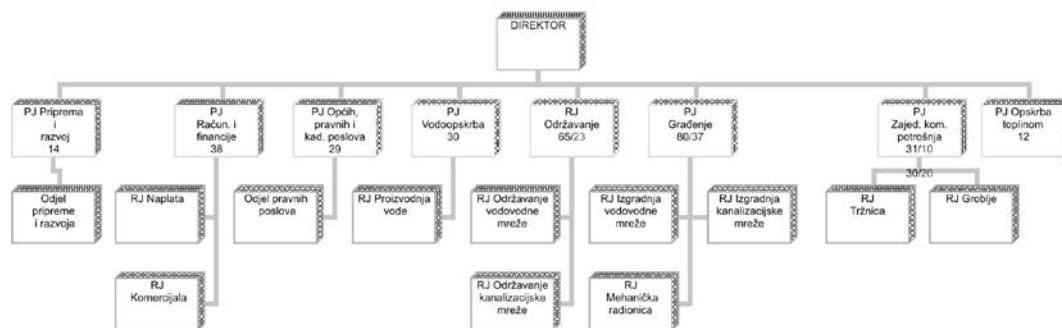 DIREKTOR
PJ Priprema
i
razvoj
14
PJ
Račun. i
financije
38
PJ Općih,
pravnih i
kad. poslova
29
PJ
Vodoopskrba
30
RJ
Održavanje
65/23
PJ
Građenje
80/37
PJ
Zajed. kom.
potrošnja
31/10
30/20
PJ Opskrba
toplinom
12
Odjel
pripreme
i razvoja
RJ Naplata
Odjel pravnih
poslova
RJ Proizvodnja
vode
RJ Održavanje
vodovodne
mreže
RJ Izgradnja
vodovodne
mreže
RJ Izgradnja
kanalizacijske
mreže
RJ
Tržnica
RJ Groblje
RJ
Komercijala
RJ Održavanje
kanalizacijske
mreže
RJ
Mehanička
radionica